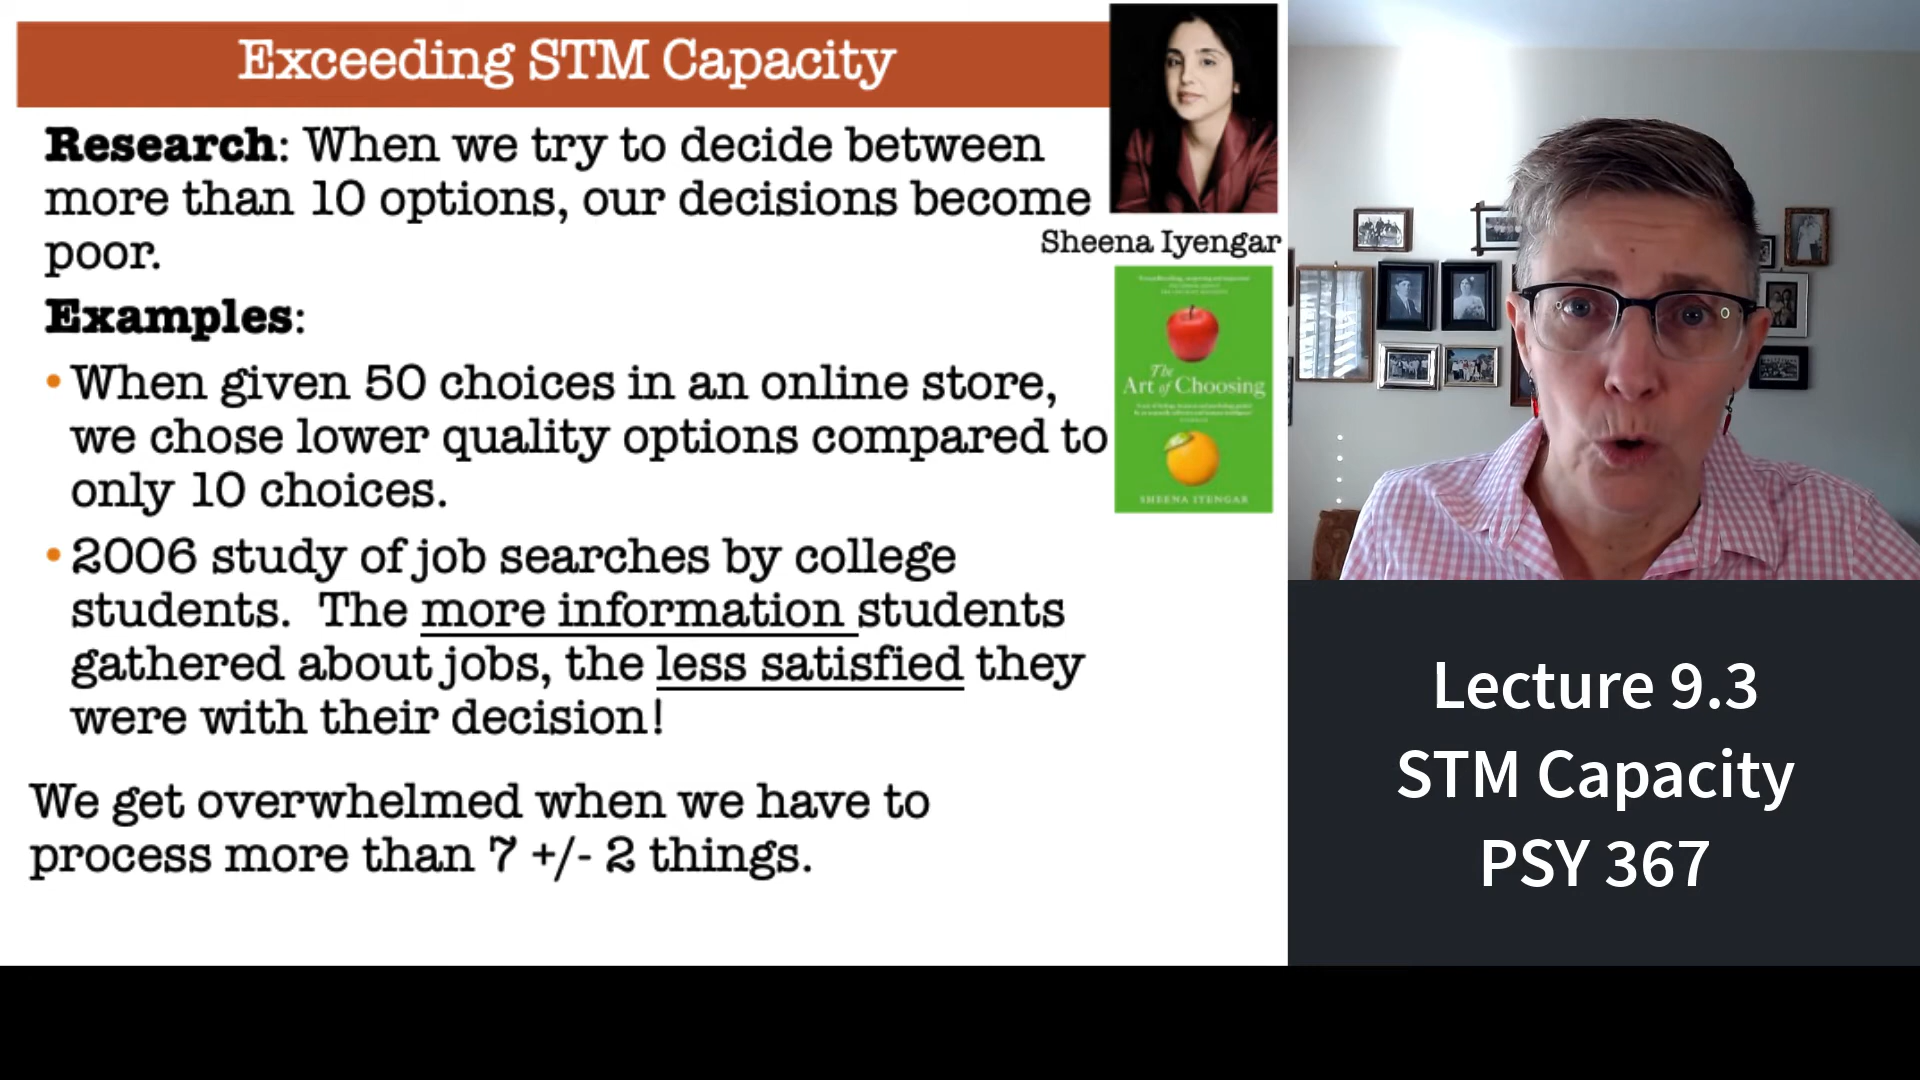 Exceeding STM Capacity
Research: When we try to decide between
more than 10 options, our decisions become
poor.
Sheena Iyengar
Examples:
• When given 50 choices in an online store,
we chose lower quality options compared to
only 10 choices.
• 2006 study of job searches by college
students. The more information students
gathered about jobs, the less satisfied they
were with their decision!
We get overwhelmed when we have to
process more than 7 +/- 2 things.
The
Art of Choosing
SHEENA IYENGAR
Lecture 9.3
STM Capacity
PSY 367